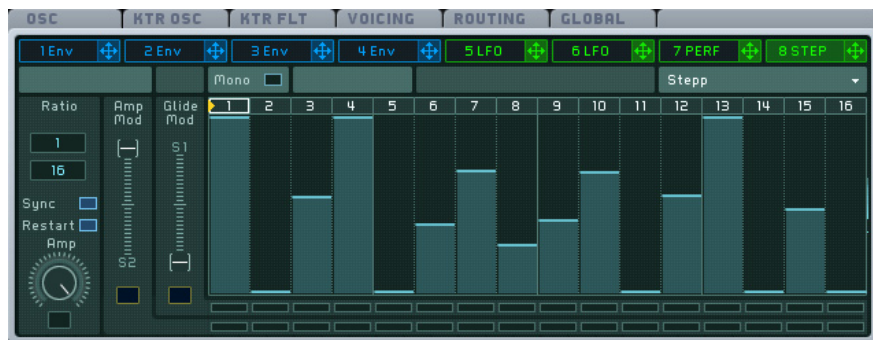 OSC KTR OSC KTR FLT VOICING ROUTING GLOBAL
1 Env 2 Env 3 Env 4 Env 5 LFO 6 LFO 7 PERF 8 STEP
Mono Stepp
Ratio Amp Mod Glide Mod 1 2 3 4 5 6 7 8 9 10 11 12 13 14 15 16
1 S1
16
Sync
Restart
Amp
S2